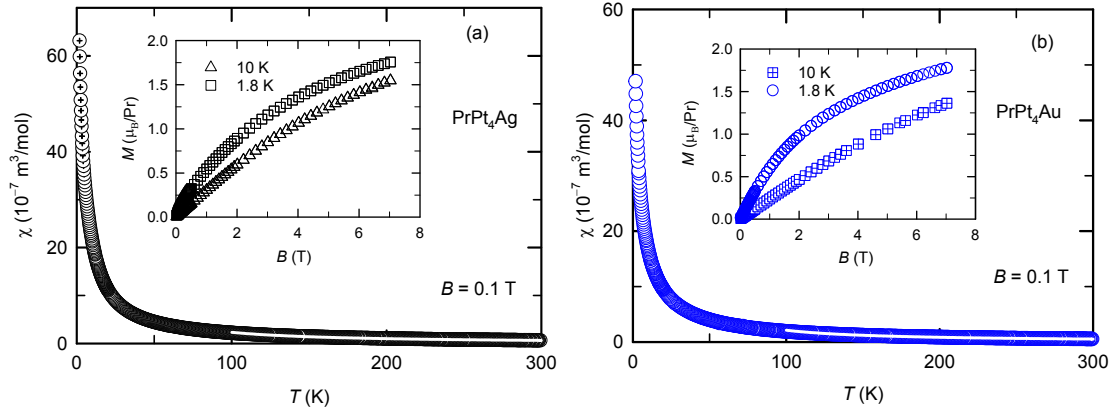 (a)
PrPt₄Ag
B = 0.1 T
χ (10⁻⁷ m³/mol)
60
40
20
0
0 100 200 300
T (K)
M (μB/Pr)
2.0
1.5
1.0
0.5
0.0
0 2 4 6 8
B (T)
10 K
1.8 K
(b)
PrPt₄Au
B = 0.1 T
χ (10⁻⁷ m³/mol)
60
40
20
0
0 100 200 300
T (K)
M (μB/Pr)
2.0
1.5
1.0
0.5
0.0
0 2 4 6 8
B (T)
10 K
1.8 K